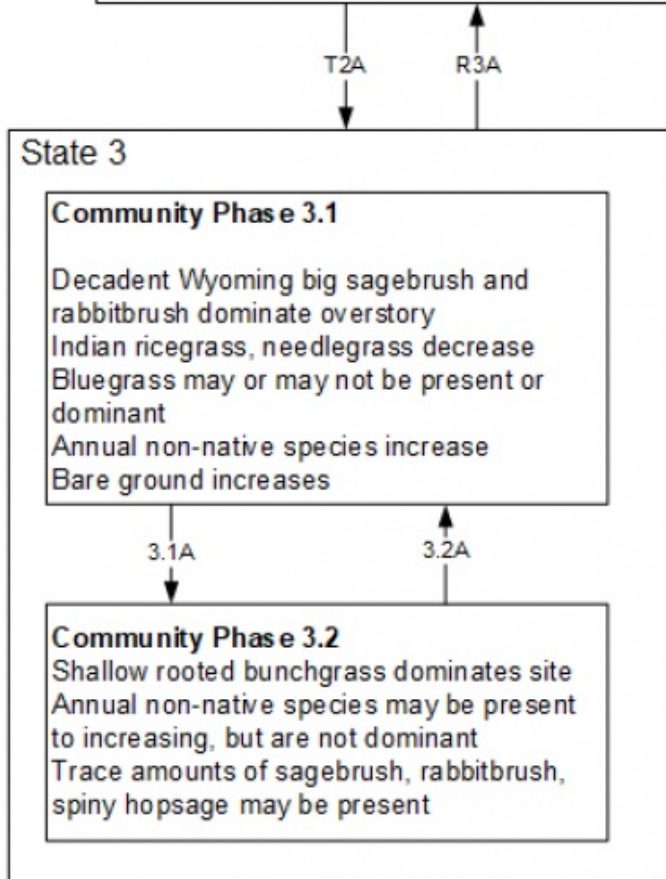 T2A
R3A
State 3
Community Phase 3.1
Decadent Wyoming big sagebrush and
rabbitbrush dominate overstory
Indian ricegrass, needlegrass decrease
Bluegrass may or may not be present or
dominant
Annual non-native species increase
Bare ground increases
3.1A
3.2A
Community Phase 3.2
Shallow rooted bunchgrass dominates site
Annual non-native species may be present
to increasing, but are not dominant
Trace amounts of sagebrush, rabbitbrush,
spiny hopsage may be present